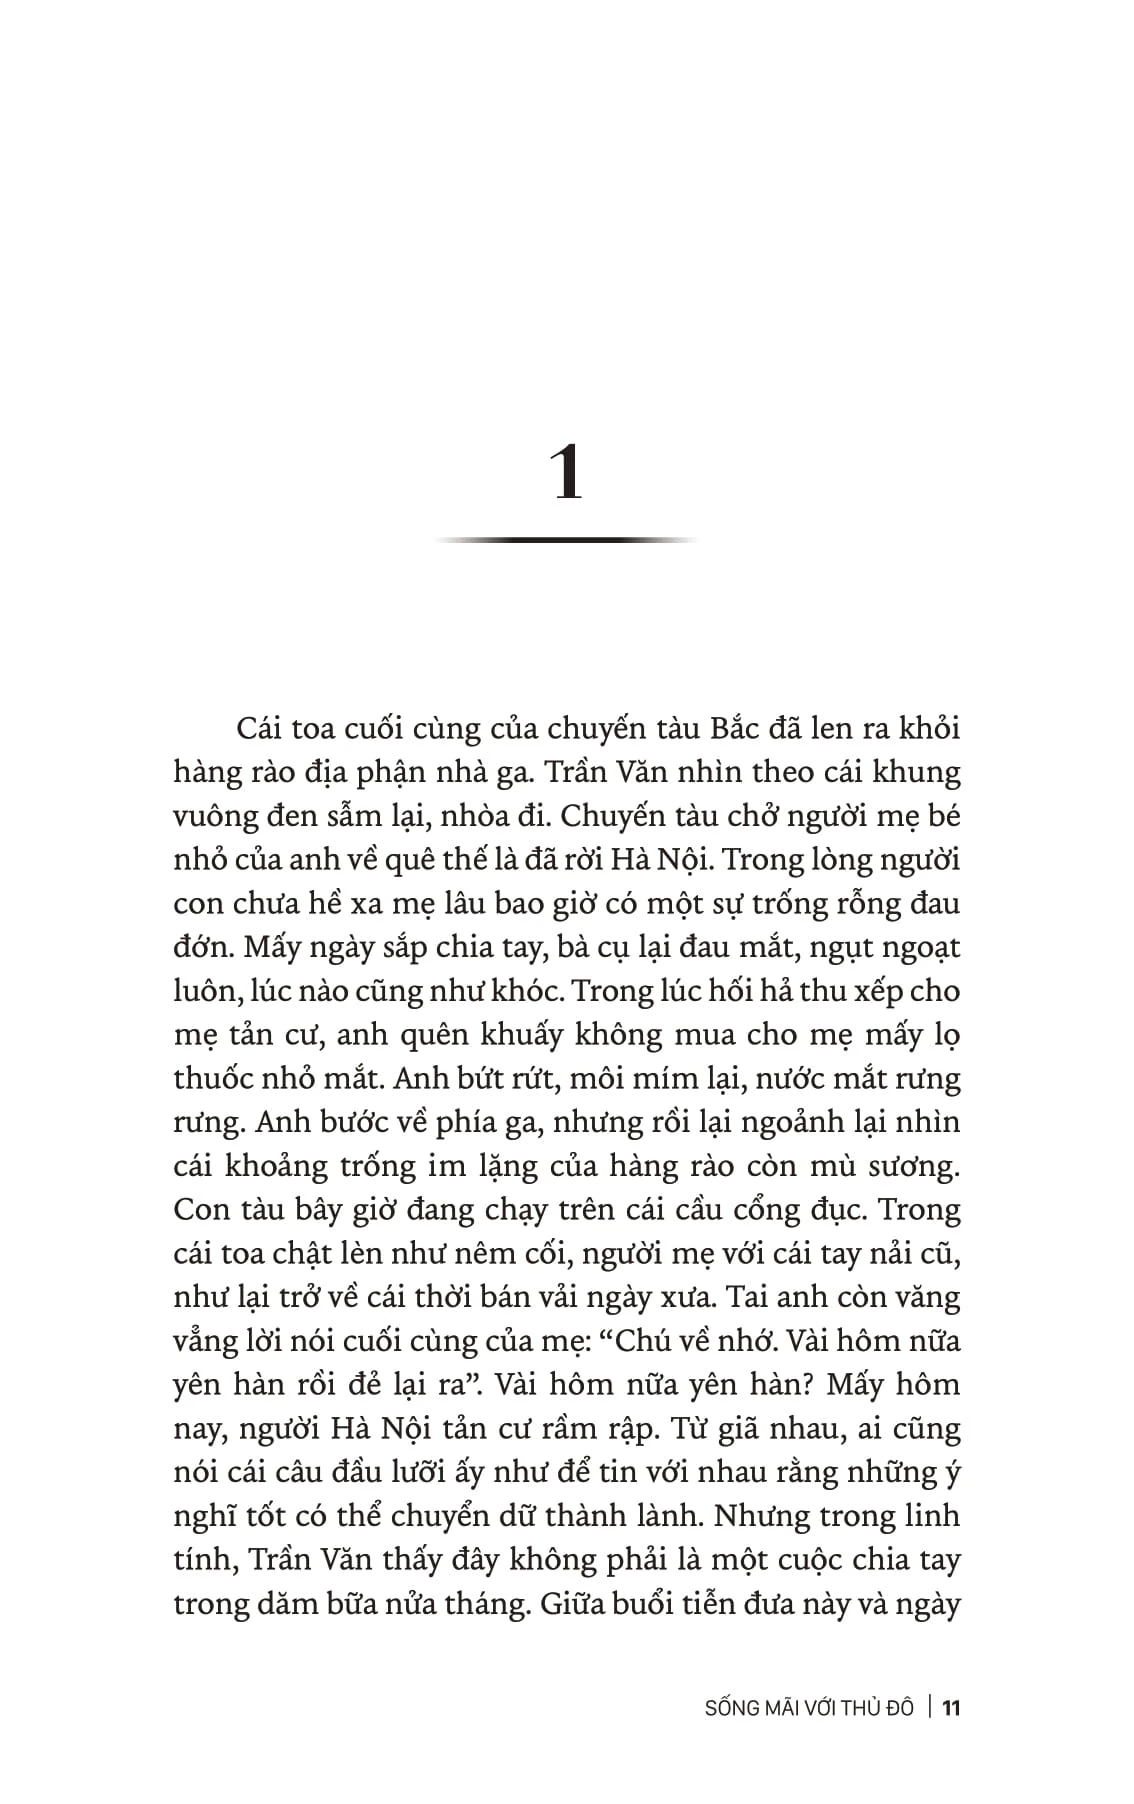 1
Cái toa cuối cùng của chuyến tàu Bắc đã len ra khỏi
hàng rào địa phận nhà ga. Trần Văn nhìn theo cái khung
vuông đen sẫm lại, nhòa đi. Chuyến tàu chở người mẹ bé
nhỏ của anh về quê thế là đã rời Hà Nội. Trong lòng người
con chưa hề xa mẹ lâu bao giờ có một sự trống rỗng đau
đớn. Mấy ngày sắp chia tay, bà cụ lại đau mắt, ngụt ngoạt
luôn, lúc nào cũng như khóc. Trong lúc hối hả thu xếp cho
mẹ tản cư, anh quên khuấy không mua cho mẹ mấy lọ
thuốc nhỏ mắt. Anh bứt rứt, môi mím lại, nước mắt rưng
rưng. Anh bước về phía ga, nhưng rồi lại ngoảnh lại nhìn
cái khoảng trống im lặng của hàng rào còn mù sương.
Con tàu bây giờ đang chạy trên cái cầu cổng đục. Trong
cái toa chật lèn như nêm cối, người mẹ với cái tay nải cũ,
như lại trở về cái thời bán vải ngày xưa. Tai anh còn văng
vẳng lời nói cuối cùng của mẹ: “Chú về nhớ. Vài hôm nữa
yên hàn rồi đẻ lại ra”. Vài hôm nữa yên hàn? Mấy hôm
nay, người Hà Nội tản cư rầm rập. Từ giã nhau, ai cũng
nói cái câu đầu lưỡi ấy như để tin với nhau rằng những ý
nghĩ tốt có thể chuyển dữ thành lành. Nhưng trong linh
tính, Trần Văn thấy đây không phải là một cuộc chia tay
trong dăm bữa nửa tháng. Giữa buổi tiễn đưa này và ngày
SỐNG MÃI VỚI THỦ ĐÔ | 11